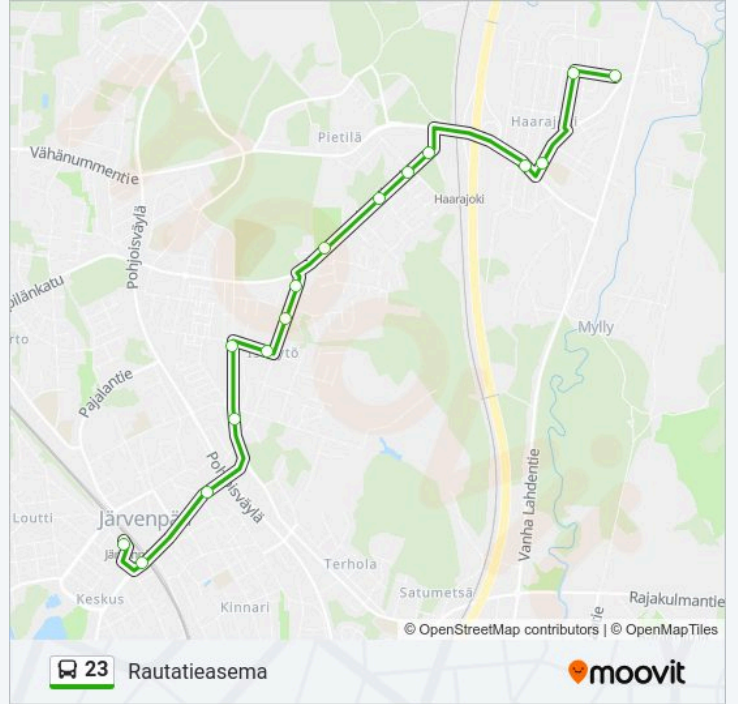 Pietilä
Haarajoki
Vähänummentie
Haarajoki
Pohjoisväylä
Mylly
Pajalantie
Pohjoisväylä
Vanha Lahdentie
Loutti
Terhola
Satumetsä
Rajakulmantie
Keskus
Kinnari
© OpenStreetMap contributors | © OpenMapTiles
23 Rautatieasema
moovit